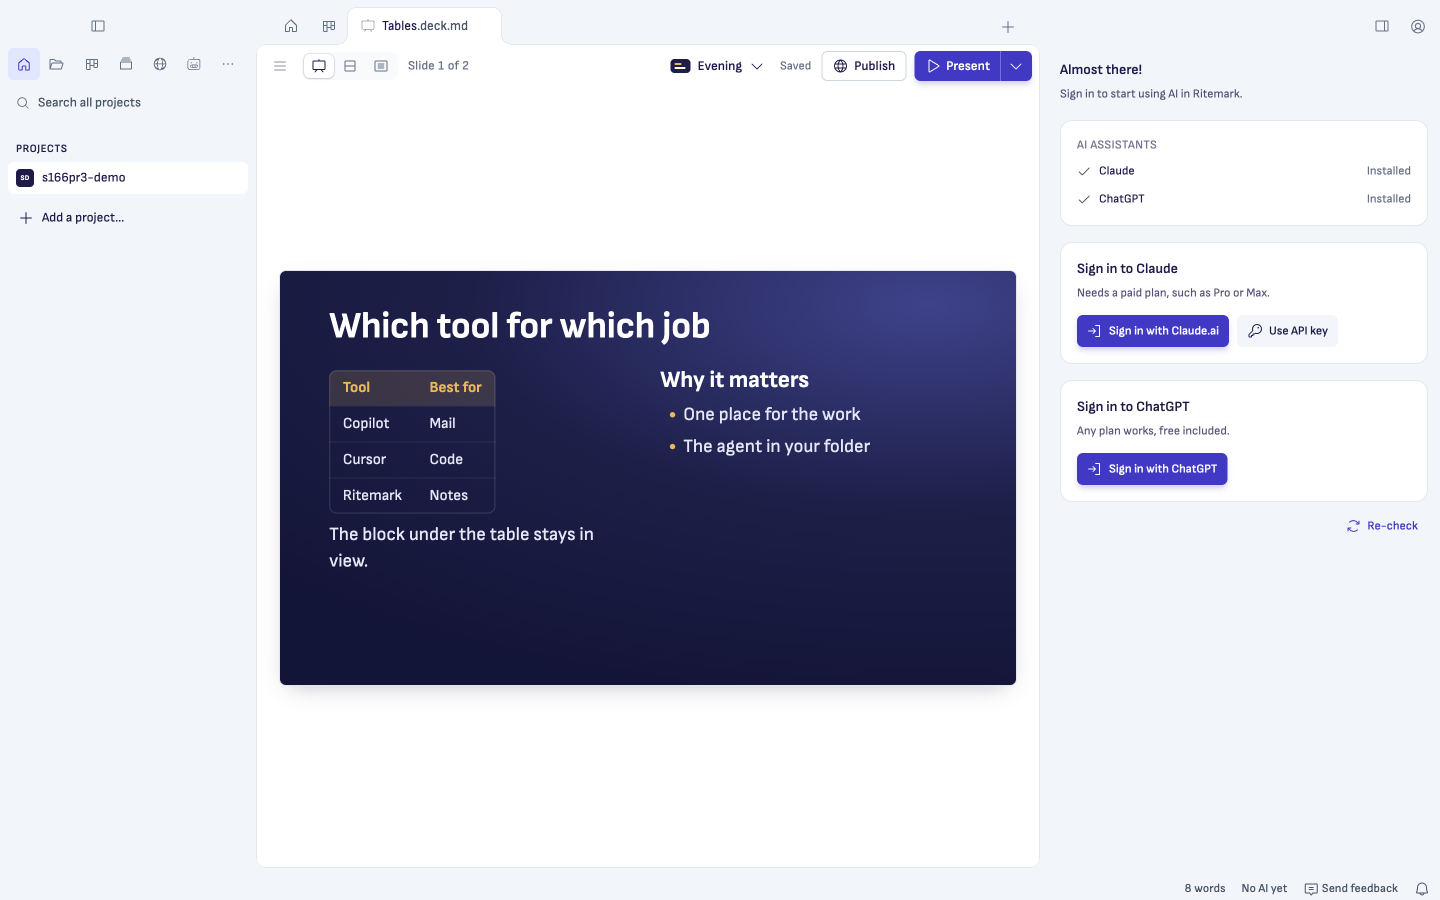 Tables.deck.md
Search all projects
PROJECTS
SD s166pr3-demo
Add a project...
Slide 1 of 2
Evening
Saved
Publish
Present
Which tool for which job
Tool Best for
Copilot Mail
Cursor Code
Ritemark Notes
The block under the table stays in
view.
Why it matters
One place for the work
The agent in your folder
Almost there!
Sign in to start using AI in Ritemark.
AI ASSISTANTS
Claude Installed
ChatGPT Installed
Sign in to Claude
Needs a paid plan, such as Pro or Max.
Sign in with Claude.ai Use API key
Sign in to ChatGPT
Any plan works, free included.
Sign in with ChatGPT
Re-check
8 words No AI yet Send feedback